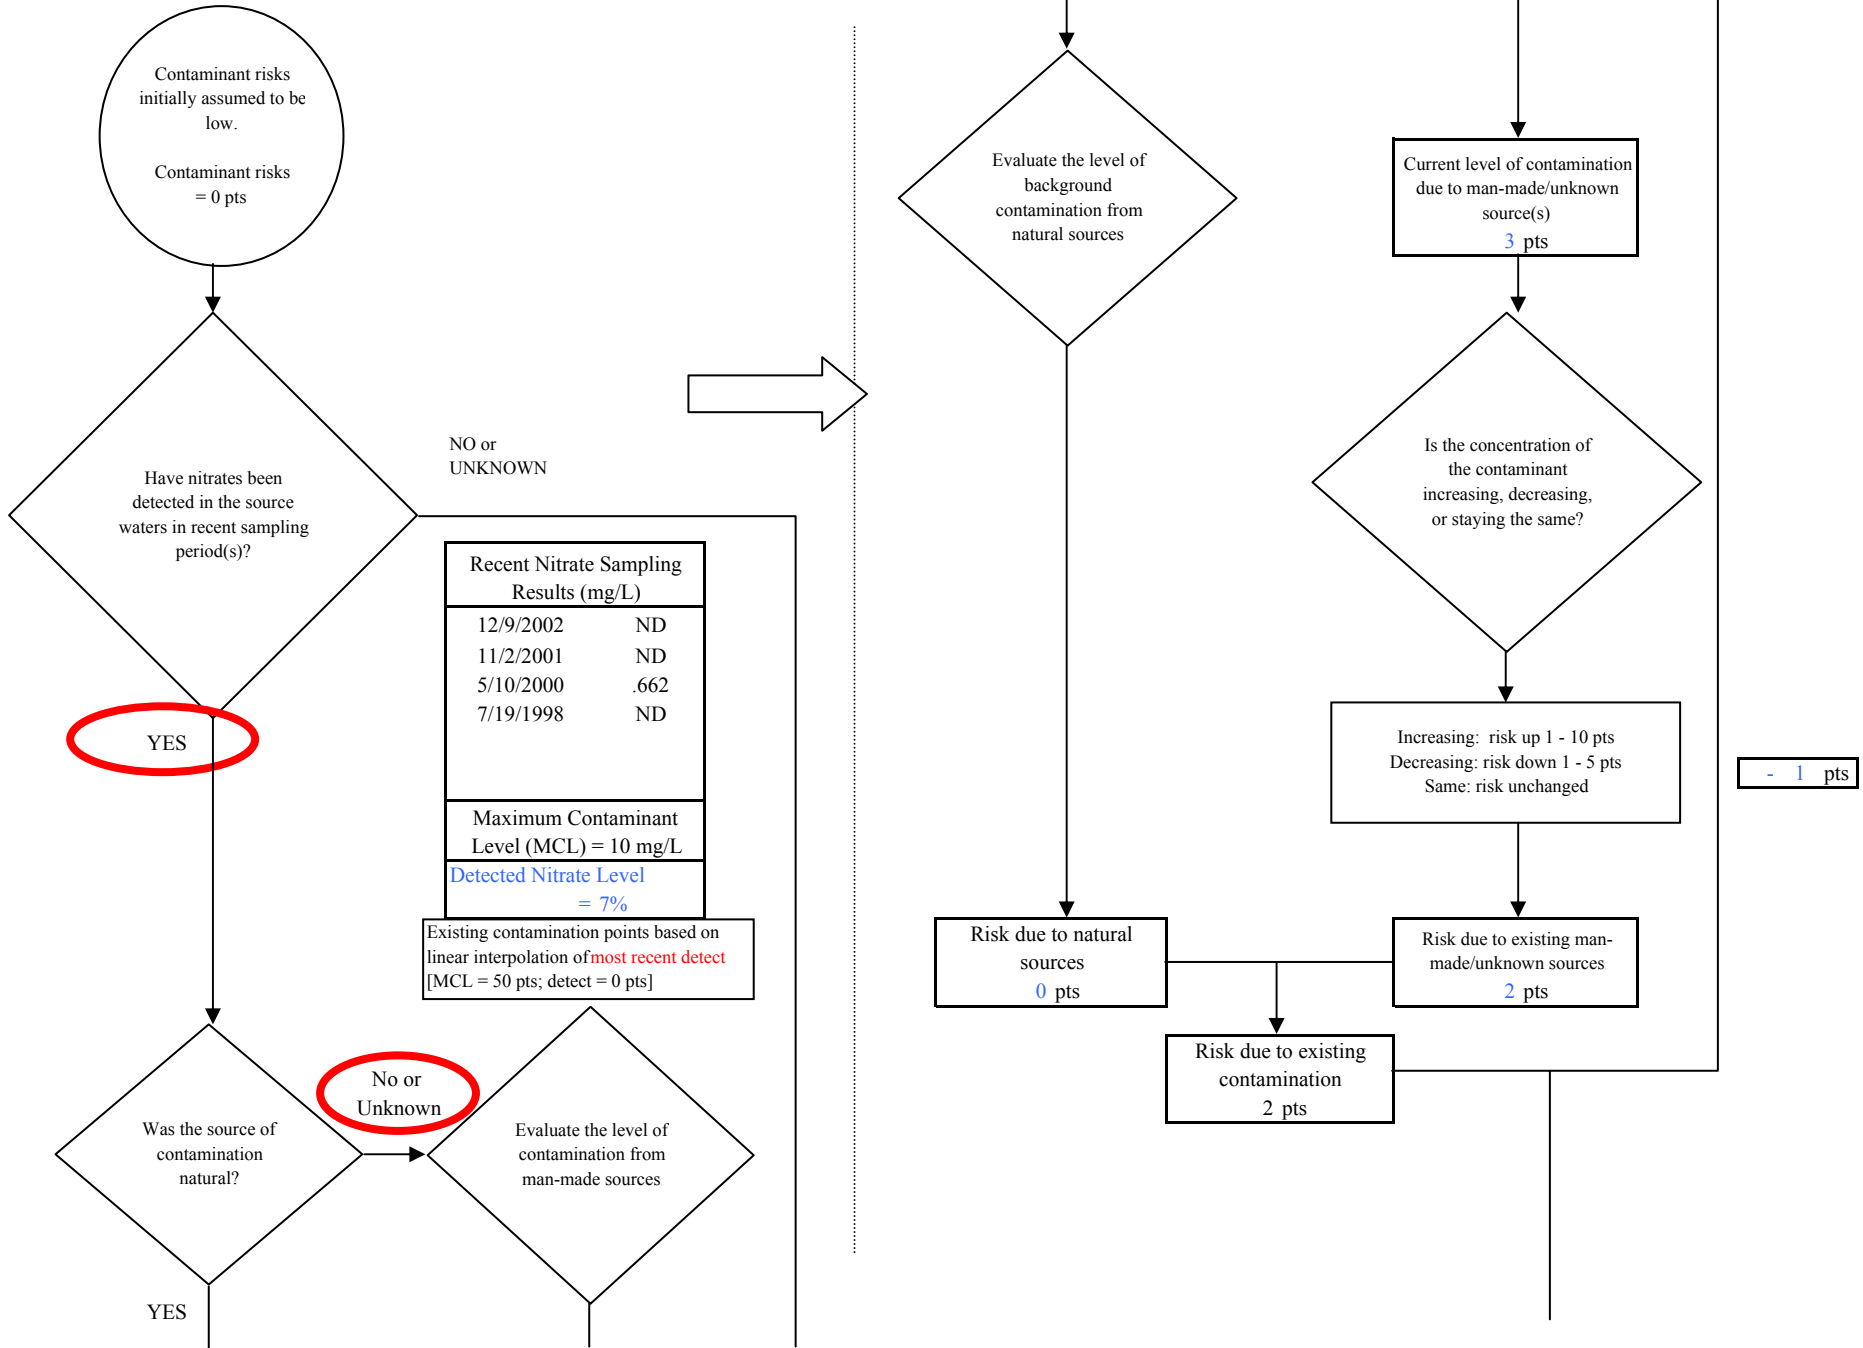 Contaminant risks
initially assumed to be
low.
Contaminant risks
= 0 pts
Have nitrates been
detected in the source
waters in recent sampling
period(s)?
NO or
UNKNOWN
YES
Recent Nitrate Sampling
Results (mg/L)
12/9/2002 ND
11/2/2001 ND
5/10/2000 .662
7/19/1998 ND
Maximum Contaminant
Level (MCL) = 10 mg/L
Detected Nitrate Level
= 7%
Existing contamination points based on
linear interpolation of most recent detect
[MCL = 50 pts; detect = 0 pts]
Was the source of
contamination
natural?
No or
Unknown
Evaluate the level of
contamination from
man-made sources
YES
Evaluate the level of
background
contamination from
natural sources
Current level of contamination
due to man-made/unknown
source(s)
3 pts
Is the concentration of
the contaminant
increasing, decreasing,
or staying the same?
Increasing: risk up 1 - 10 pts
Decreasing: risk down 1 - 5 pts
Same: risk unchanged
- 1 pts
Risk due to natural
sources
0 pts
Risk due to existing man-
made/unknown sources
2 pts
Risk due to existing
contamination
2 pts